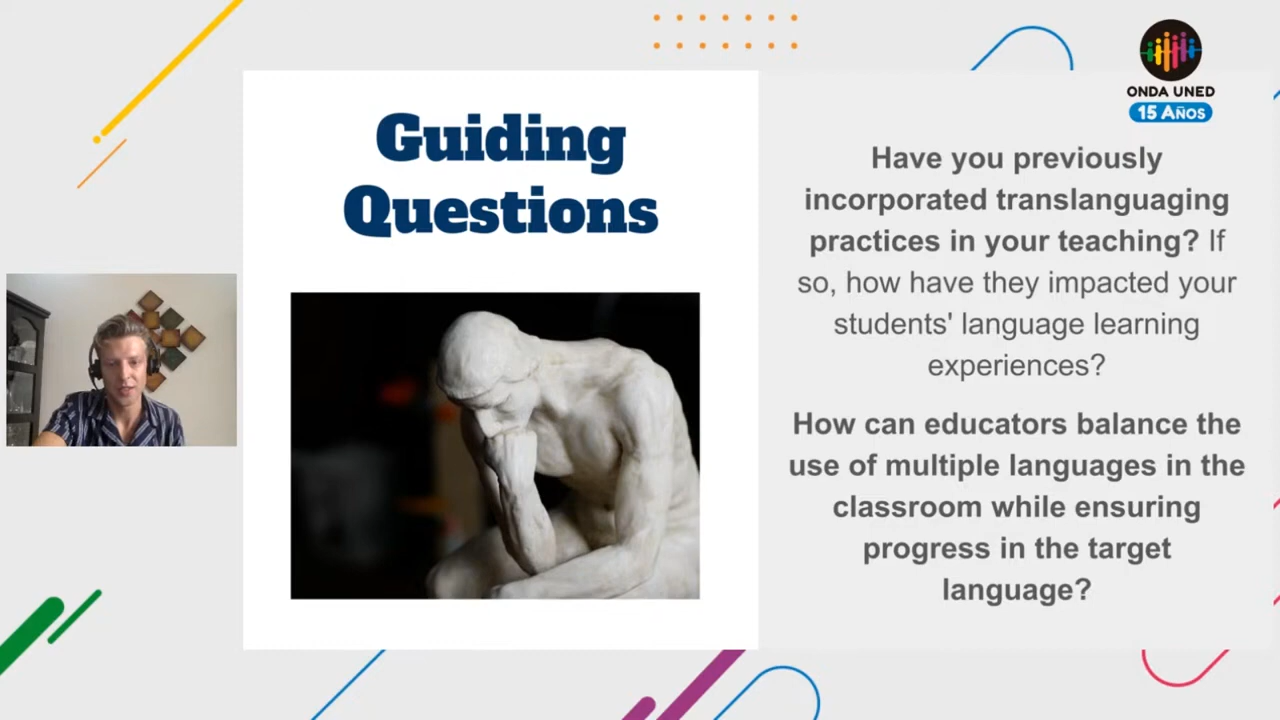 Guiding
Questions
ONDA UNED
15 AÑOS
Have you previously
incorporated translanguaging
practices in your teaching? If
so, how have they impacted your
students' language learning
experiences?
How can educators balance the
use of multiple languages in the
classroom while ensuring
progress in the target
language?